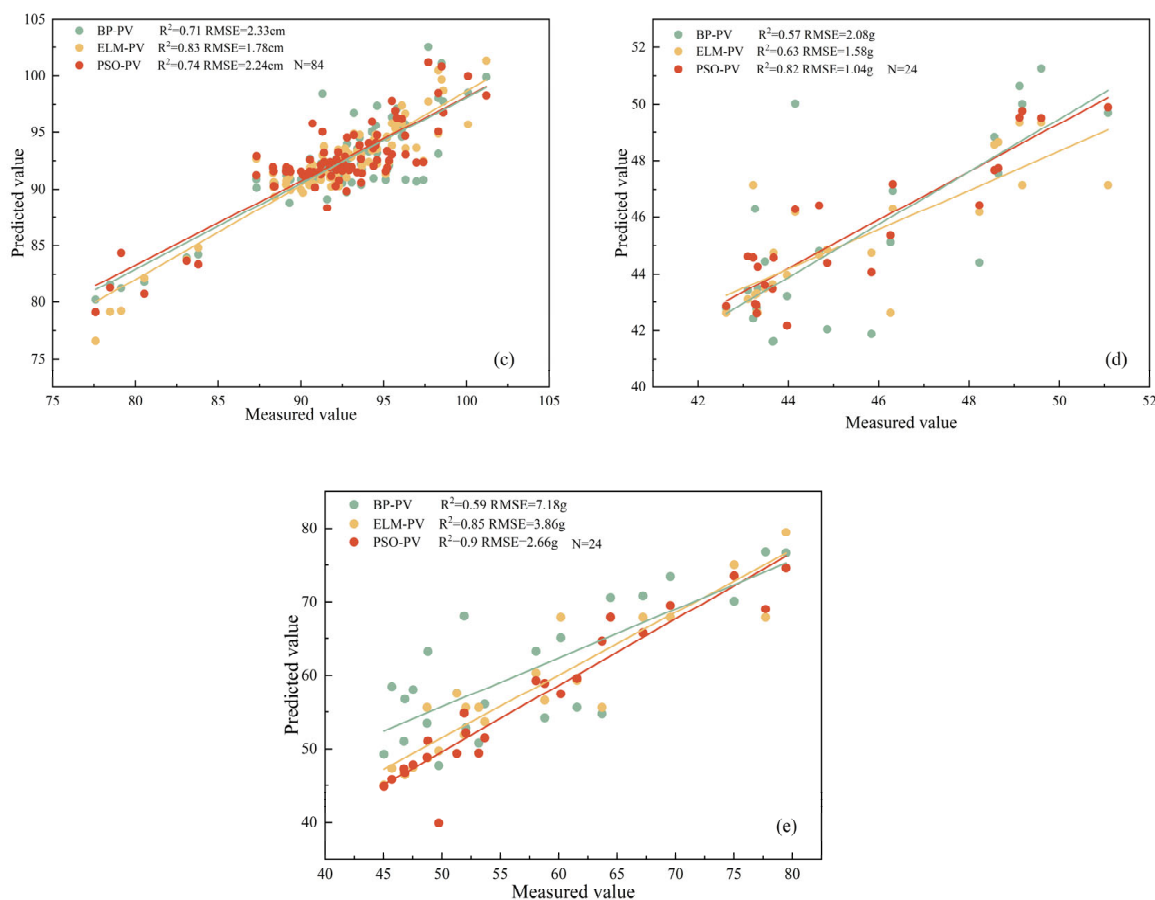 105
100
95
90
85
80
75
Predicted value
BP-PV R²=0.71 RMSE=2.33cm
ELM-PV R²=0.83 RMSE=1.78cm
PSO-PV R²=0.74 RMSE=2.24cm N=84
(c)
75 80 85 90 95 100 105
Measured value
52
50
48
46
44
42
40
Predicted value
BP-PV R²=0.57 RMSE=2.08g
ELM-PV R²=0.63 RMSE=1.58g
PSO-PV R²=0.82 RMSE=1.04g N=24
(d)
42 44 46 48 50 52
Measured value
80
70
60
50
40
Predicted value
BP-PV R²=0.59 RMSE=7.18g
ELM-PV R²=0.85 RMSE=3.86g
PSO-PV R²=0.9 RMSE=2.66g N=24
(e)
40 45 50 55 60 65 70 75 80
Measured value